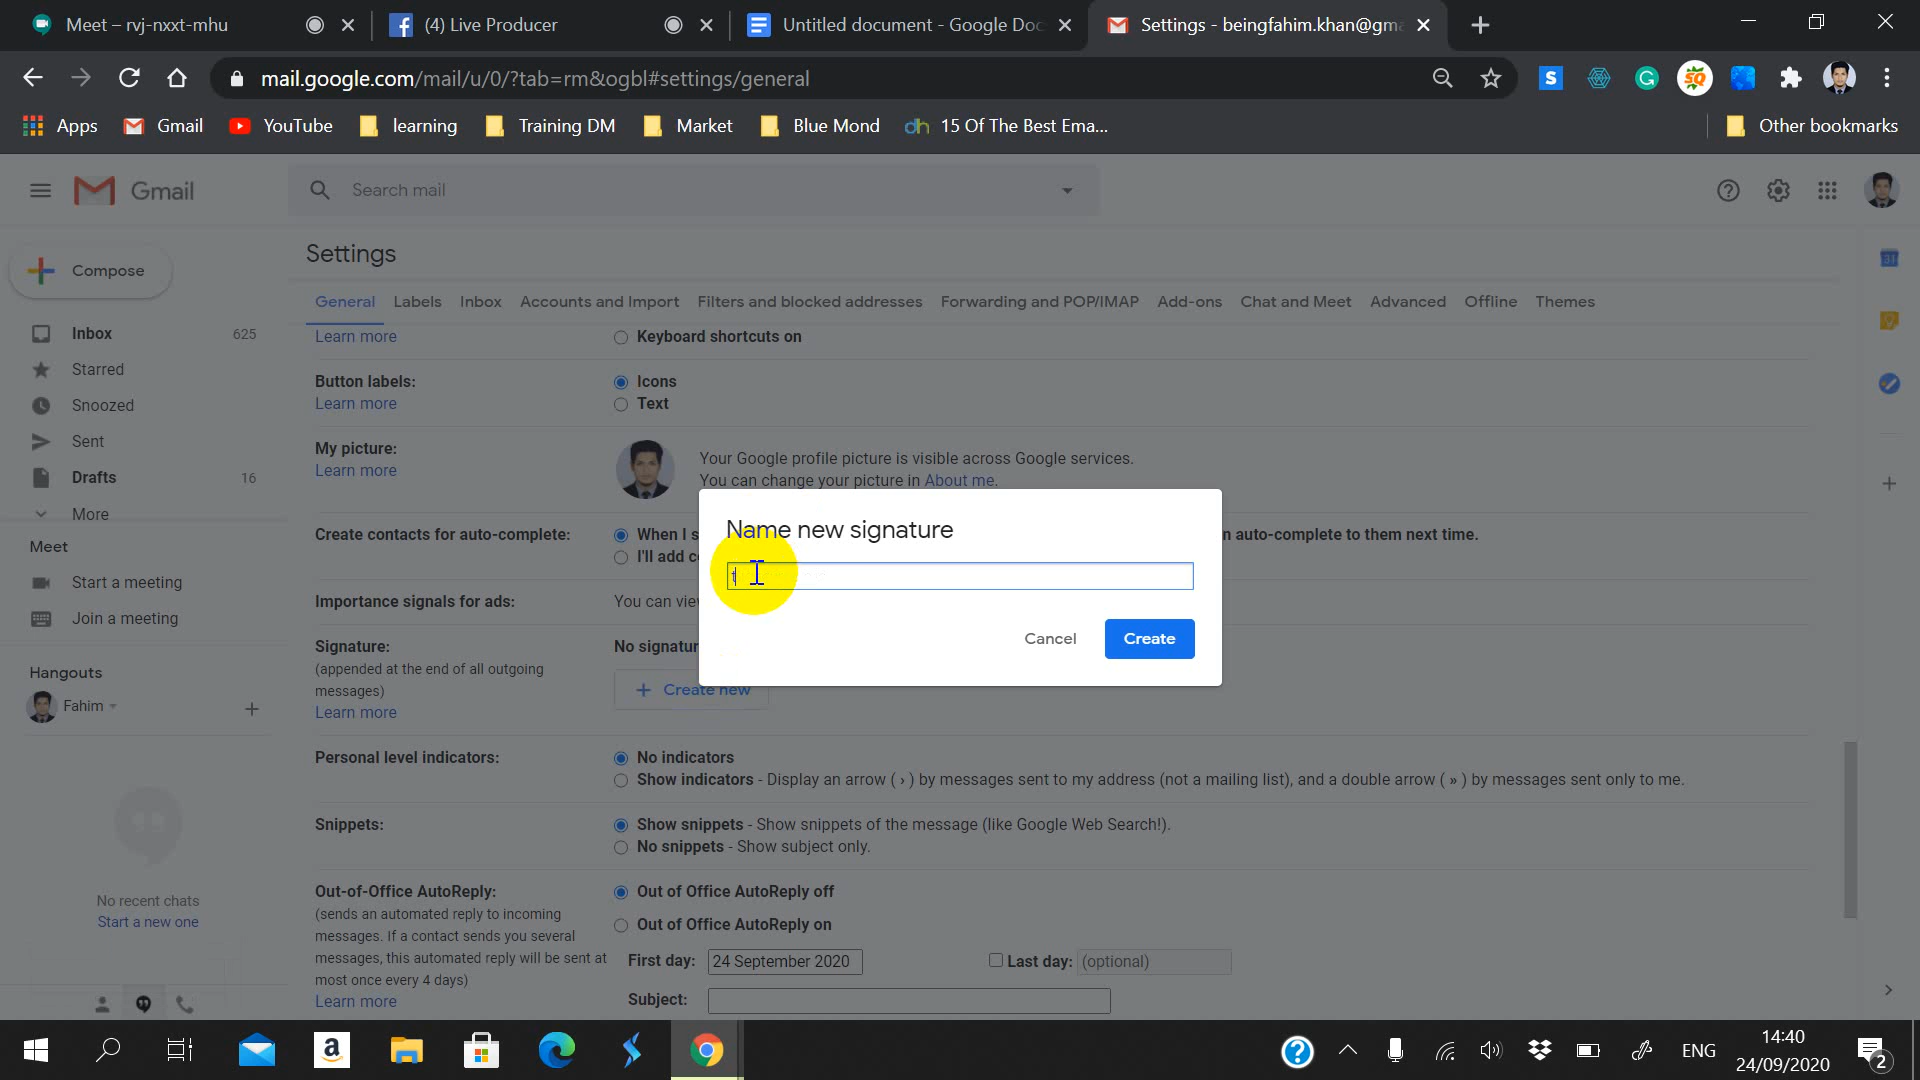 Meet – rvj-nxxt-mhu
(4) Live Producer
Untitled document - Google Doc
Settings - beingfahim.khan@gma
mail.google.com/mail/u/0/?tab=rm&ogbl#settings/general
Apps
Gmail
YouTube
learning
Training DM
Market
Blue Mond
15 Of The Best Ema...
Other bookmarks
Gmail
Search mail
Settings
Compose
General
Labels
Inbox
Accounts and Import
Filters and blocked addresses
Forwarding and POP/IMAP
Add-ons
Chat and Meet
Advanced
Offline
Themes
Inbox 625
Starred
Snoozed
Sent
Drafts 16
More
Meet
Start a meeting
Join a meeting
Hangouts
Fahim
No recent chats
Start a new one
Learn more
Keyboard shortcuts on
Button labels:
Learn more
Icons
Text
My picture:
Learn more
Your Google profile picture is visible across Google services.
You can change your picture in About me.
Create contacts for auto-complete:
When I s
n auto-complete to them next time.
I'll add c
Importance signals for ads:
You can vie
Signature:
(appended at the end of all outgoing
messages)
Learn more
No signatur
+ Create new
Name new signature
t
Cancel
Create
Personal level indicators:
No indicators
Show indicators - Display an arrow ( › ) by messages sent to my address (not a mailing list), and a double arrow ( » ) by messages sent only to me.
Snippets:
Show snippets - Show snippets of the message (like Google Web Search!).
No snippets - Show subject only.
Out-of-Office AutoReply:
(sends an automated reply to incoming
messages. If a contact sends you several
messages, this automated reply will be sent at
most once every 4 days)
Learn more
Out of Office AutoReply off
Out of Office AutoReply on
First day: 24 September 2020
Last day: (optional)
Subject:
ENG
14:40
24/09/2020
2